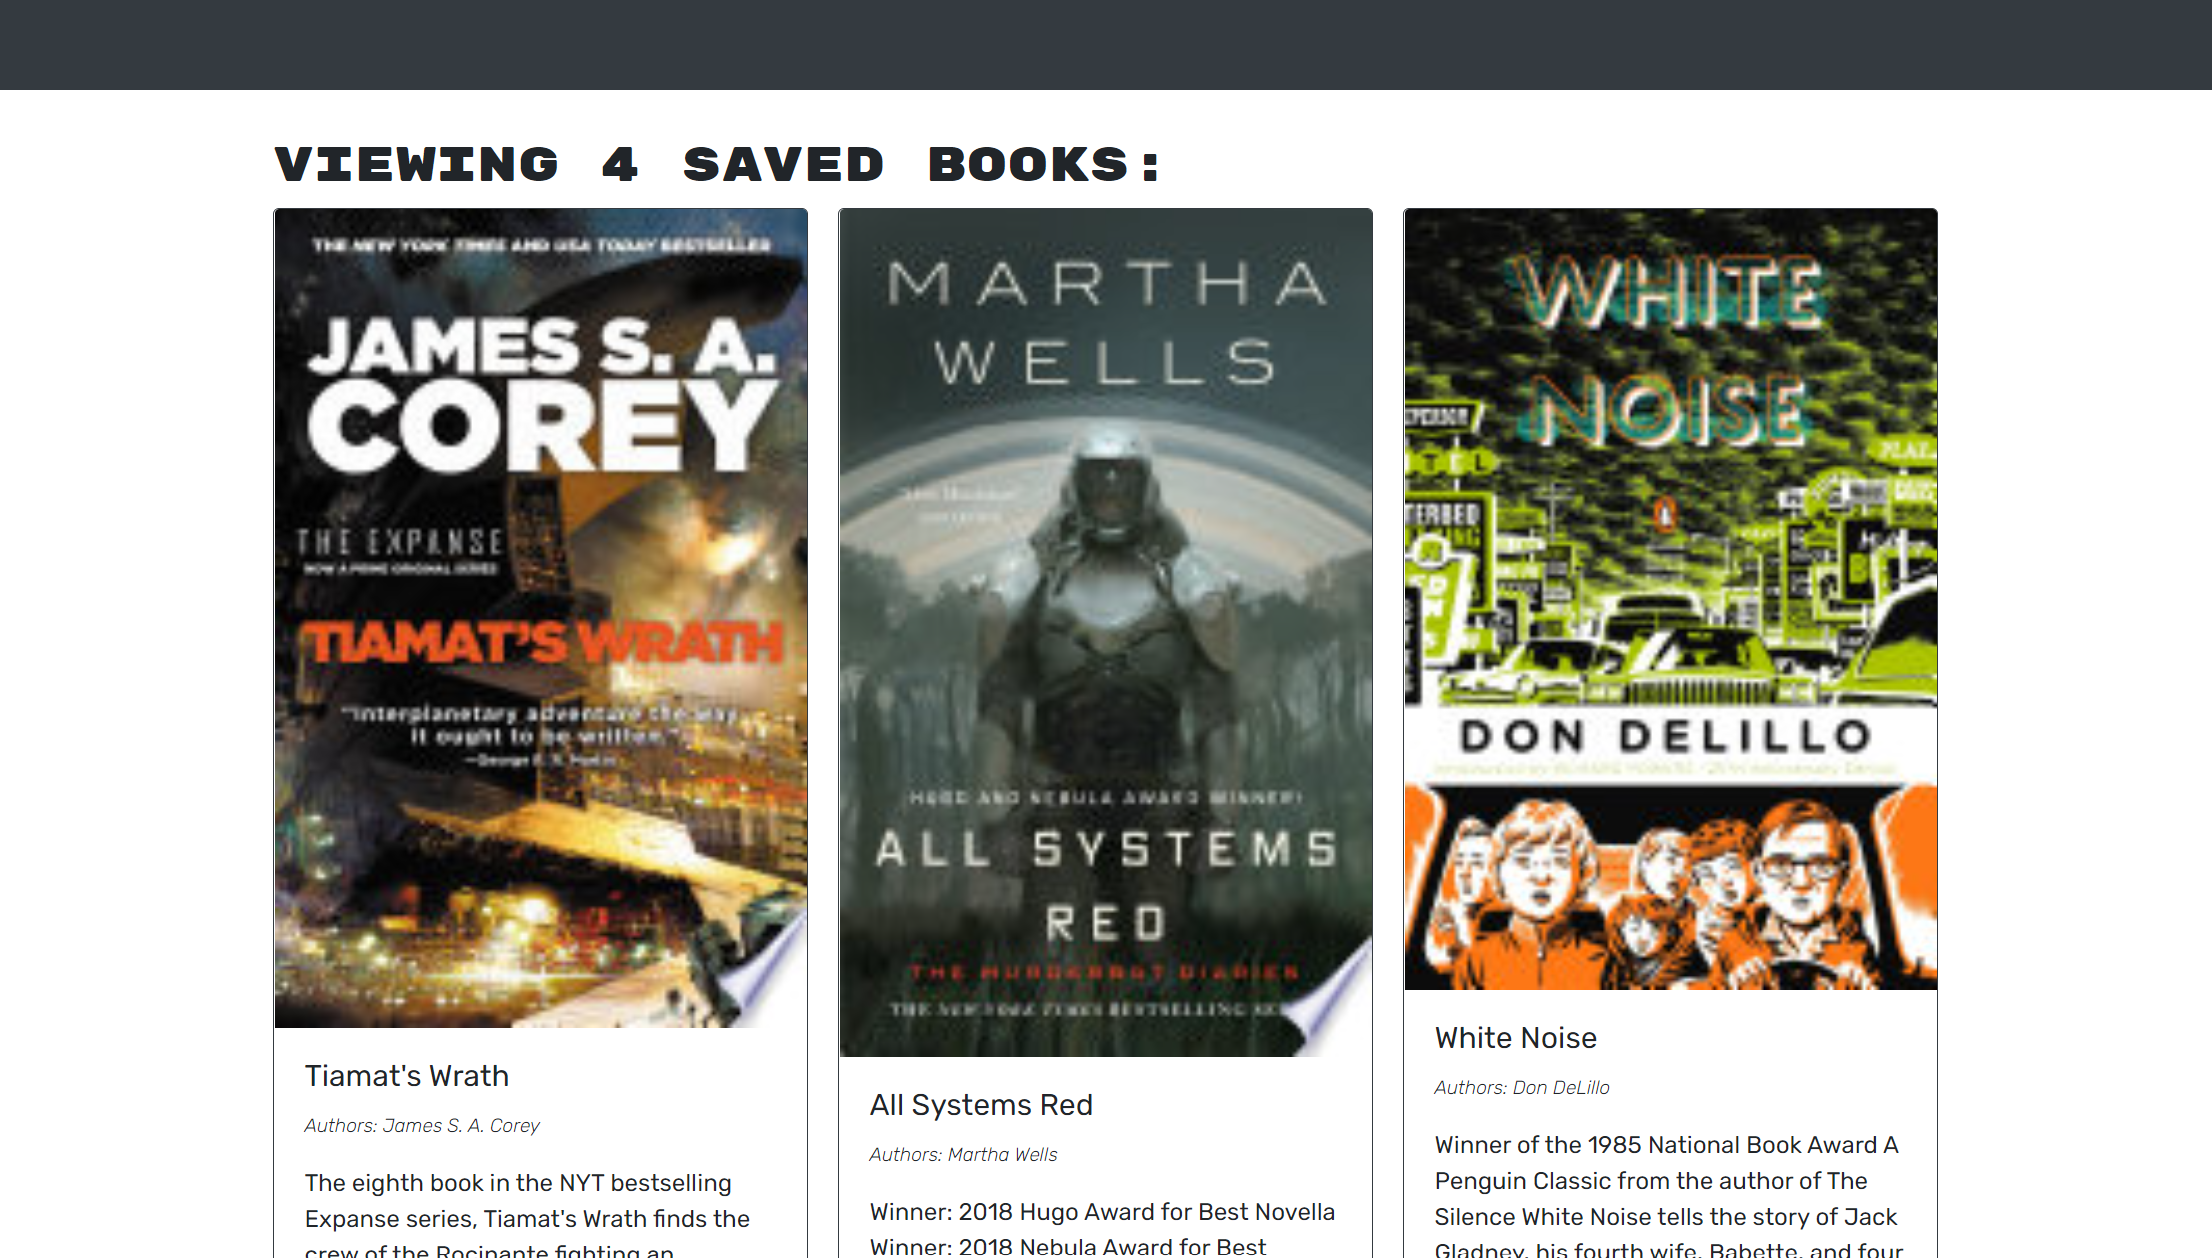 VIEWING 4 SAVED BOOKS:
THE NEW YORK TIMES AND USA TODAY BESTSELLER
JAMES S. A.
COREY
THE EXPANSE
NOW A PRIME ORIGINAL SERIES
TIAMAT'S WRATH
"Interplanetary adventure the way
it ought to be written."
—George R. R. Martin
Tiamat's Wrath
Authors: James S. A. Corey
The eighth book in the NYT bestselling
Expanse series, Tiamat's Wrath finds the
crew of the Rocinante fighting an
MARTHA
WELLS
HUGO AND NEBULA AWARD WINNER!
ALL SYSTEMS
RED
THE MURDERBOT DIARIES
THE NEW YORK TIMES BESTSELLING
All Systems Red
Authors: Martha Wells
Winner: 2018 Hugo Award for Best Novella
Winner: 2018 Nebula Award for Best
WHITE
NOISE
TEL
TERBED
DON DELILLO
White Noise
Authors: Don DeLillo
Winner of the 1985 National Book Award A
Penguin Classic from the author of The
Silence White Noise tells the story of Jack
Gladney, his fourth wife, Babette, and four